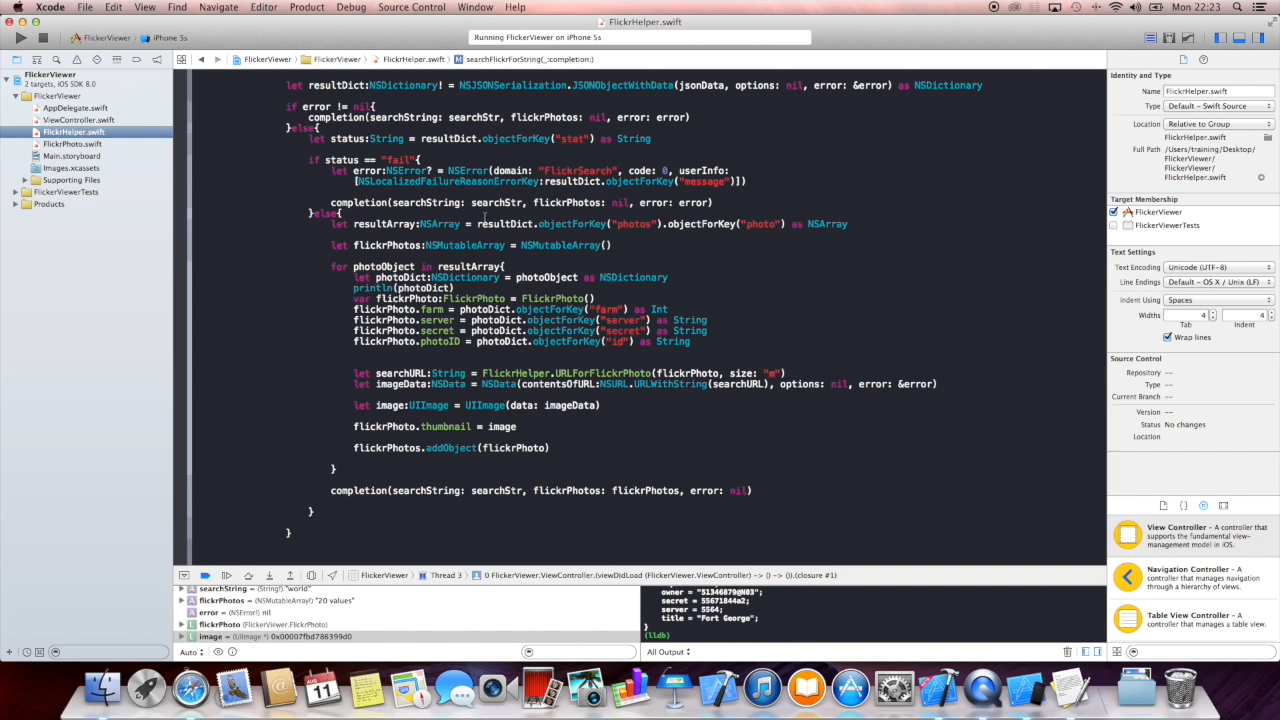 Xcode File Edit View Find Navigate Editor Product Debug Source Control Window Help
Mon 22:23
FlickrHelper.swift
FlickerViewer › iPhone 5s
Running FlickerViewer on iPhone 5s
FlickerViewer
2 targets, iOS SDK 8.0
FlickerViewer
AppDelegate.swift
ViewController.swift
FlickrHelper.swift
FlickrPhoto.swift
Main.storyboard
Images.xcassets
Supporting Files
FlickerViewerTests
Products
FlickerViewer › FlickerViewer › FlickrHelper.swift › searchFlickrForString(_:completion:)
let resultDict:NSDictionary! = NSJSONSerialization.JSONObjectWithData(jsonData, options: nil, error: &error) as NSDictionary
if error != nil{
completion(searchString: searchStr, flickrPhotos: nil, error: error)
}else{
let status:String = resultDict.objectForKey("stat") as String
if status == "fail"{
let error:NSError? = NSError(domain: "FlickrSearch", code: 0, userInfo:
[NSLocalizedFailureReasonErrorKey:resultDict.objectForKey("message")])
completion(searchString: searchStr, flickrPhotos: nil, error: error)
}else{
let resultArray:NSArray = resultDict.objectForKey("photos").objectForKey("photo") as NSArray
let flickrPhotos:NSMutableArray = NSMutableArray()
for photoObject in resultArray{
let photoDict:NSDictionary = photoObject as NSDictionary
println(photoDict)
var flickrPhoto:FlickrPhoto = FlickrPhoto()
flickrPhoto.farm = photoDict.objectForKey("farm") as Int
flickrPhoto.server = photoDict.objectForKey("server") as String
flickrPhoto.secret = photoDict.objectForKey("secret") as String
flickrPhoto.photoID = photoDict.objectForKey("id") as String
let searchURL:String = FlickrHelper.URLForFlickrPhoto(flickrPhoto, size: "m")
let imageData:NSData = NSData(contentsOfURL:NSURL.URLWithString(searchURL), options: nil, error: &error)
let image:UIImage = UIImage(data: imageData)
flickrPhoto.thumbnail = image
flickrPhotos.addObject(flickrPhoto)
}
completion(searchString: searchStr, flickrPhotos: flickrPhotos, error: nil)
}
}
FlickerViewer › Thread 3 › 0 FlickerViewer.ViewController.(viewDidLoad (FlickerViewer.ViewController) -> () -> ()).(closure #1)
searchString = (String!) "world"
flickrPhotos = (NSMutableArray!) "20 values"
error = (NSError!) nil
flickrPhoto (FlickerViewer.FlickrPhoto)
image = (UIImage *) 0x00007fbd786399d0
Auto
owner = "51346879@N03";
secret = 55671844a2;
server = 5564;
title = "Fort George";
}
(lldb)
All Output
Identity and Type
Name FlickrHelper.swift
Type Default - Swift Source
Location Relative to Group
FlickrHelper.swift
Full Path /Users/training/Desktop/
FlickerViewer/
FlickerViewer/
FlickrHelper.swift
Target Membership
FlickerViewer
FlickerViewerTests
Text Settings
Text Encoding Unicode (UTF-8)
Line Endings Default - OS X / Unix (LF)
Indent Using Spaces
Widths 4 4
Tab Indent
Wrap lines
Source Control
Repository --
Type --
Current Branch --
Version --
Status No changes
Location
View Controller - A controller that
supports the fundamental view-
management model in iOS.
Navigation Controller - A
controller that manages navigation
through a hierarchy of views.
Table View Controller - A
controller that manages a table view.
AUG
11